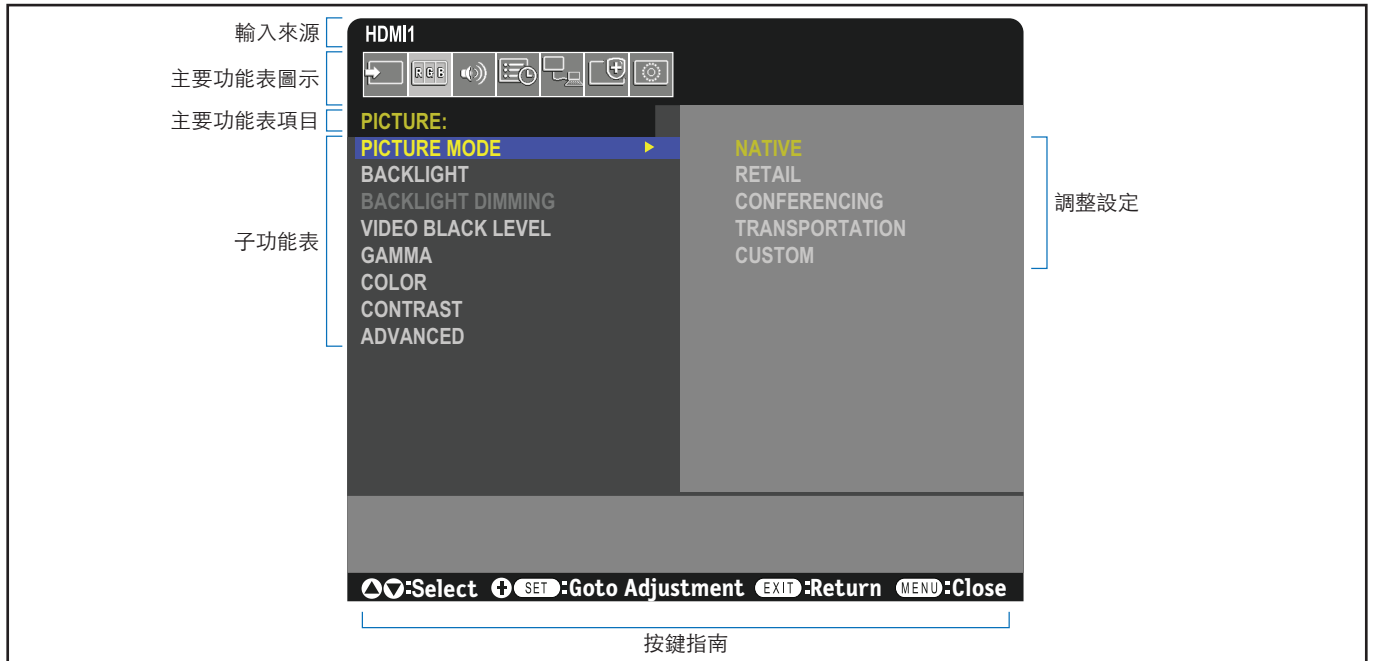 輸入來源
HDMI1
主要功能表圖示
RGB
主要功能表項目
PICTURE:
子功能表
PICTURE MODE
BACKLIGHT
BACKLIGHT DIMMING
VIDEO BLACK LEVEL
GAMMA
COLOR
CONTRAST
ADVANCED
NATIVE
RETAIL
CONFERENCING
TRANSPORTATION
CUSTOM
調整設定
:Select SET:Goto Adjustment EXIT:Return MENU:Close
按鍵指南